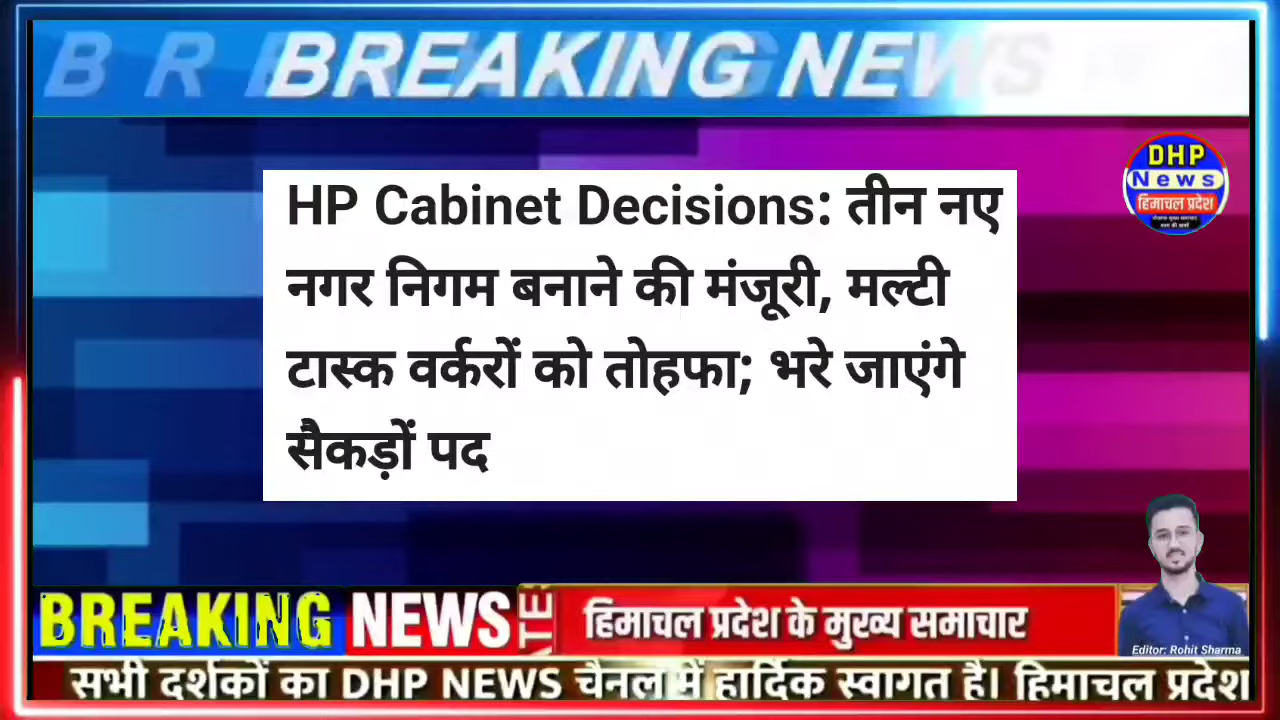 BREAKING NEWS
DHP
News
हिमाचल प्रदेश
HP Cabinet Decisions: तीन नए
नगर निगम बनाने की मंजूरी, मल्टी
टास्क वर्करों को तोहफा; भरे जाएंगे
सैकड़ों पद
BREAKING NEWS
हिमाचल प्रदेश के मुख्य समाचार
Editor: Rohit Sharma
सभी दर्शकों का DHP NEWS चैनल में हार्दिक स्वागत है। हिमाचल प्रदेश